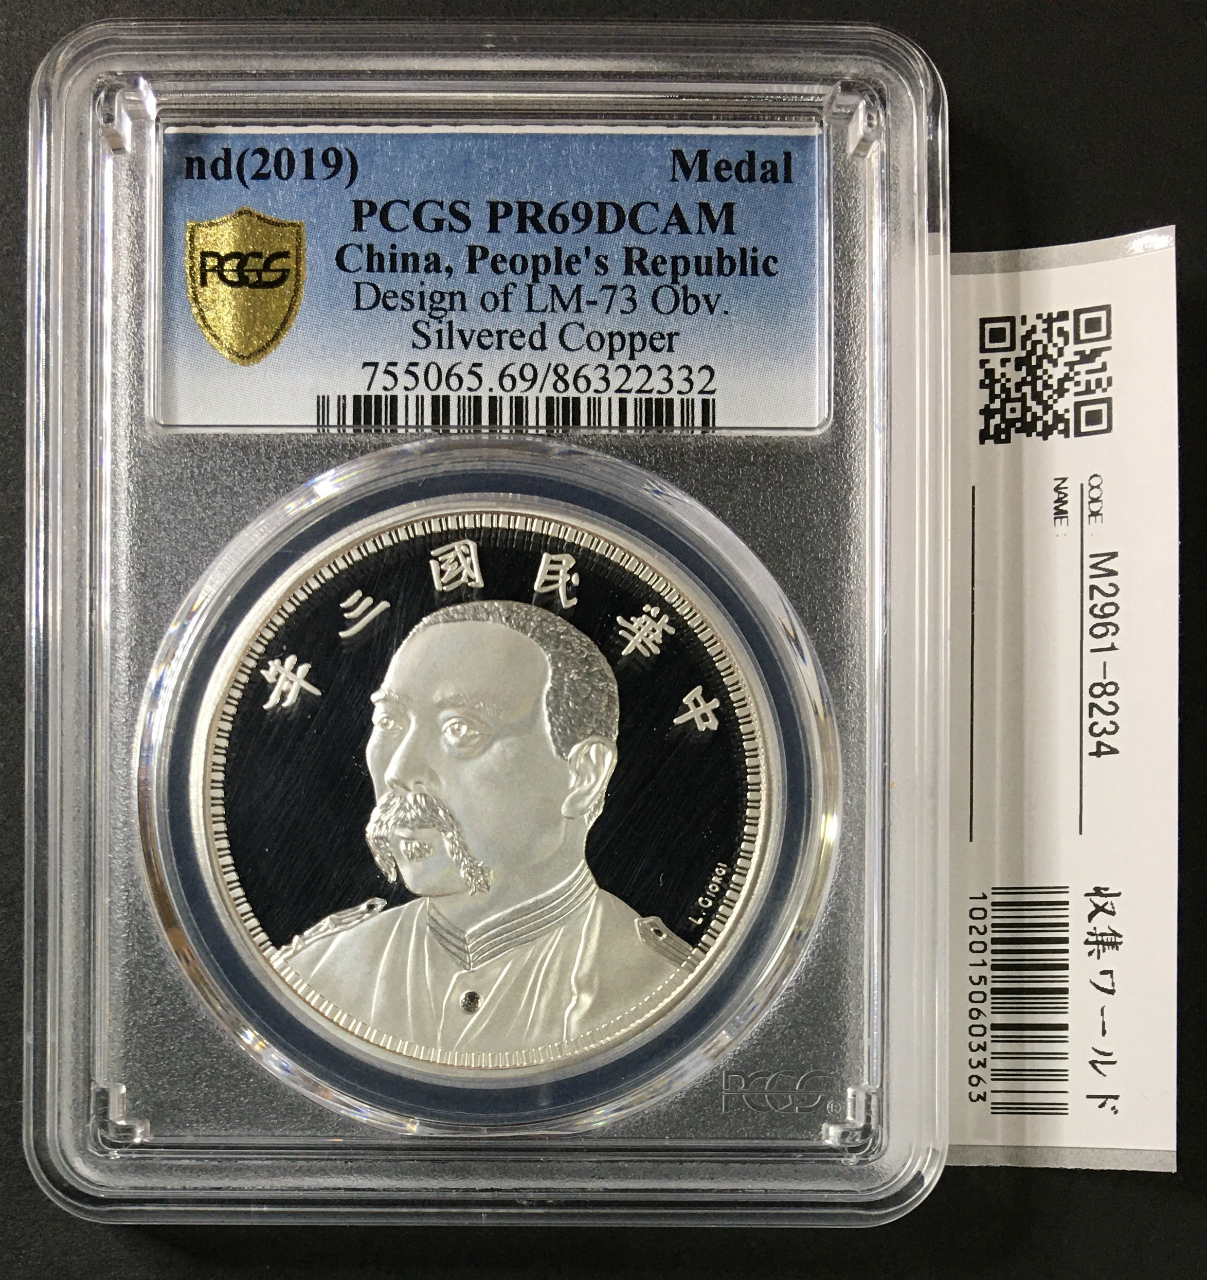 nd(2019) Medal
PCGS PR69DCAM
China, People's Republic
Design of LM-73 Obv.
Silvered Copper
755065.69/86322332
PCGS
中華民國三年
L.GIORGI
PCGS
CODE: M2961-8234
NAME:
収集ワールド
1020150603363